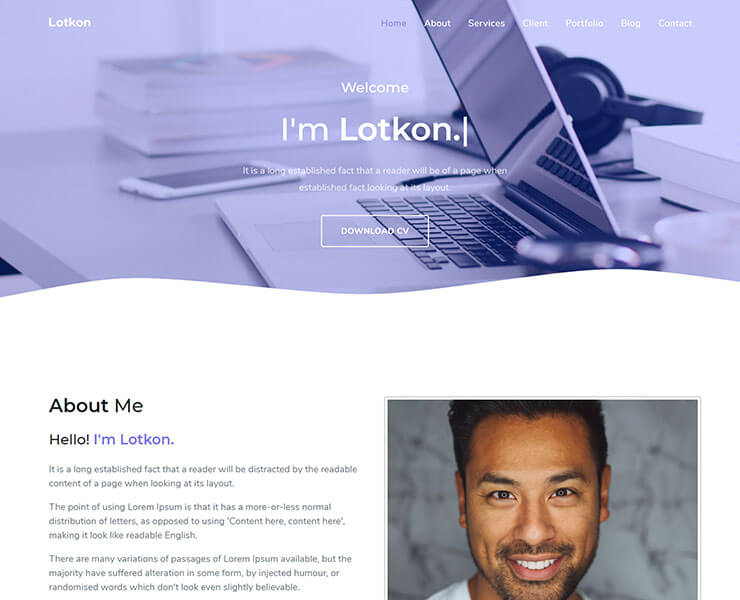 Lotkon
Home About Services Client Portfolio Blog Contact
Welcome
I'm Lotkon.|
It is a long established fact that a reader will be of a page when
established fact looking at its layout.
DOWNLOAD CV
About Me
Hello! I'm Lotkon.
It is a long established fact that a reader will be distracted by the readable
content of a page when looking at its layout.
The point of using Lorem Ipsum is that it has a more-or-less normal
distribution of letters, as opposed to using 'Content here, content here',
making it look like readable English.
There are many variations of passages of Lorem Ipsum available, but the
majority have suffered alteration in some form, by injected humour, or
randomised words which don't look even slightly believable.